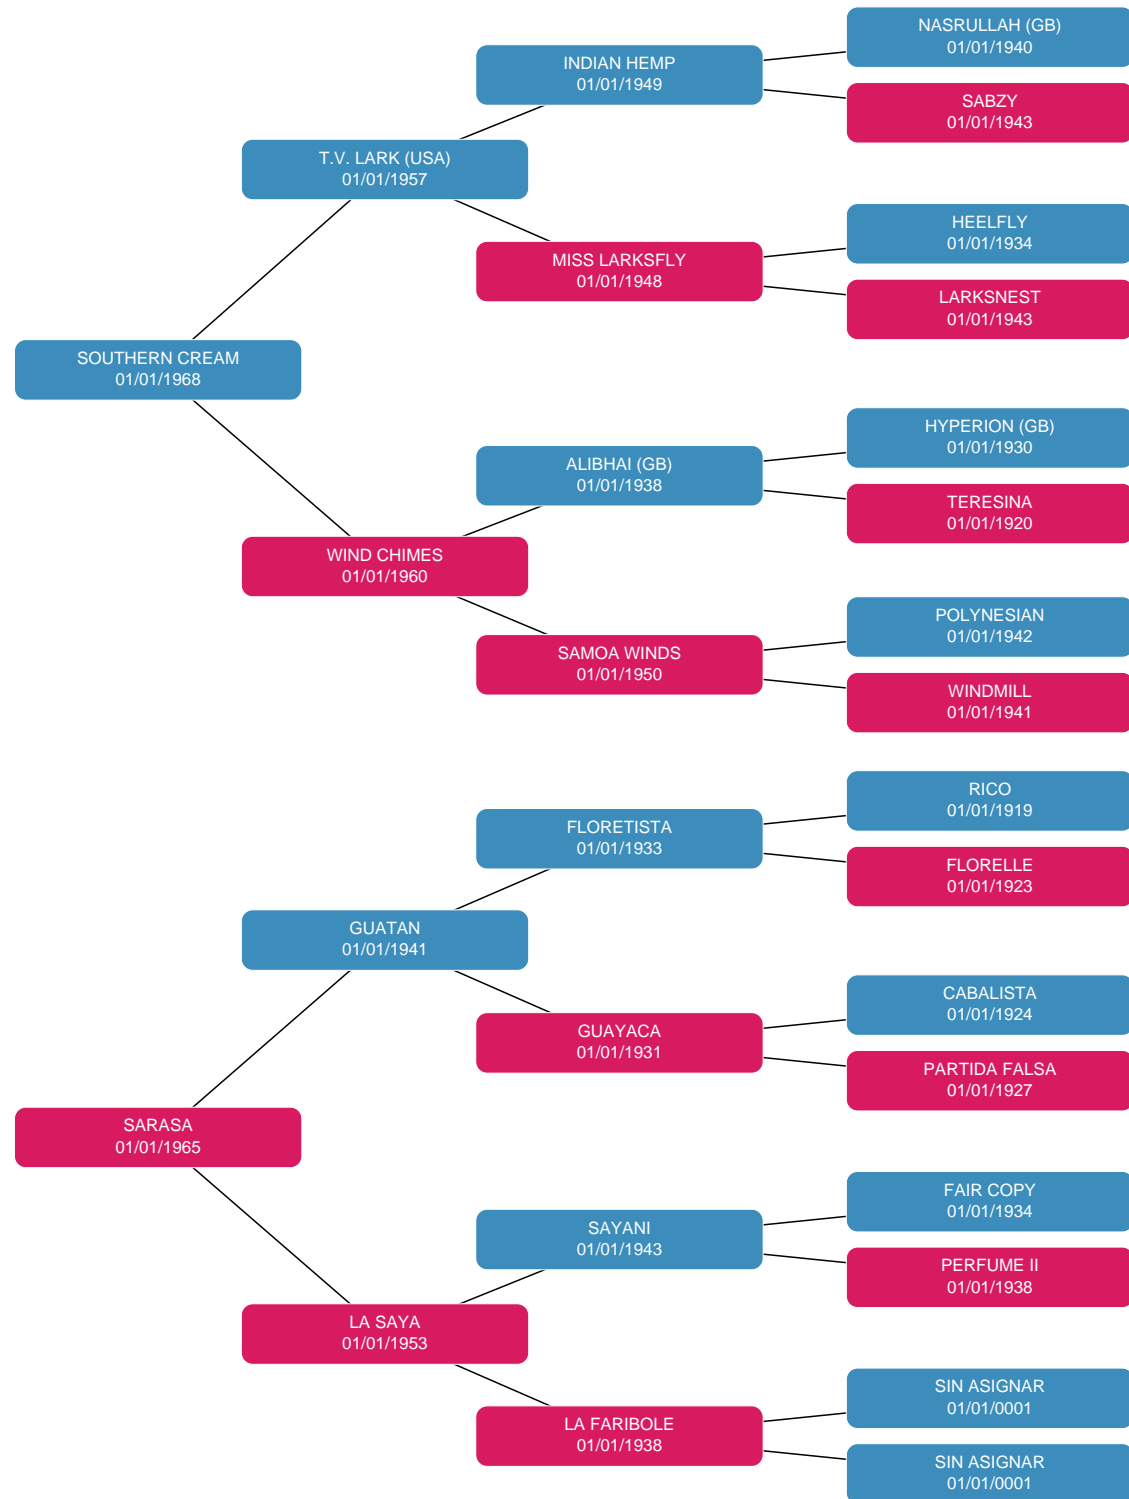 NASRULLAH (GB)
01/01/1940
INDIAN HEMP
01/01/1949
SABZY
01/01/1943
T.V. LARK (USA)
01/01/1957
HEELFLY
01/01/1934
MISS LARKSFLY
01/01/1948
LARKSNEST
01/01/1943
SOUTHERN CREAM
01/01/1968
HYPERION (GB)
01/01/1930
ALIBHAI (GB)
01/01/1938
TERESINA
01/01/1920
WIND CHIMES
01/01/1960
POLYNESIAN
01/01/1942
SAMOA WINDS
01/01/1950
WINDMILL
01/01/1941
RICO
01/01/1919
FLORETISTA
01/01/1933
FLORELLE
01/01/1923
GUATAN
01/01/1941
CABALISTA
01/01/1924
GUAYACA
01/01/1931
PARTIDA FALSA
01/01/1927
SARASA
01/01/1965
FAIR COPY
01/01/1934
SAYANI
01/01/1943
PERFUME II
01/01/1938
LA SAYA
01/01/1953
SIN ASIGNAR
01/01/0001
LA FARIBOLE
01/01/1938
SIN ASIGNAR
01/01/0001